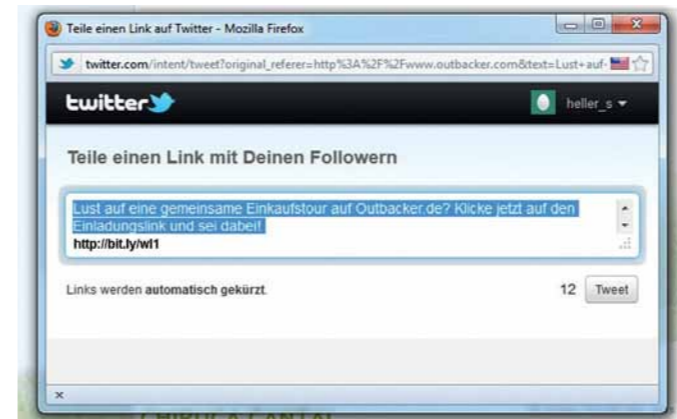 Teile einen Link auf Twitter - Mozilla Firefox
twitter.com/intent/tweet?original_referer=http%3A%2F%2Fwww.outbacker.com&text=Lust+auf-
twitter
heller_s
Teile einen Link mit Deinen Followern
Lust auf eine gemeinsame Einkaufstour auf Outbacker.de? Klicke jetzt auf den
Einladungslink und sei dabei!
http://bit.ly/wl1
Links werden automatisch gekürzt.
12 Tweet
x